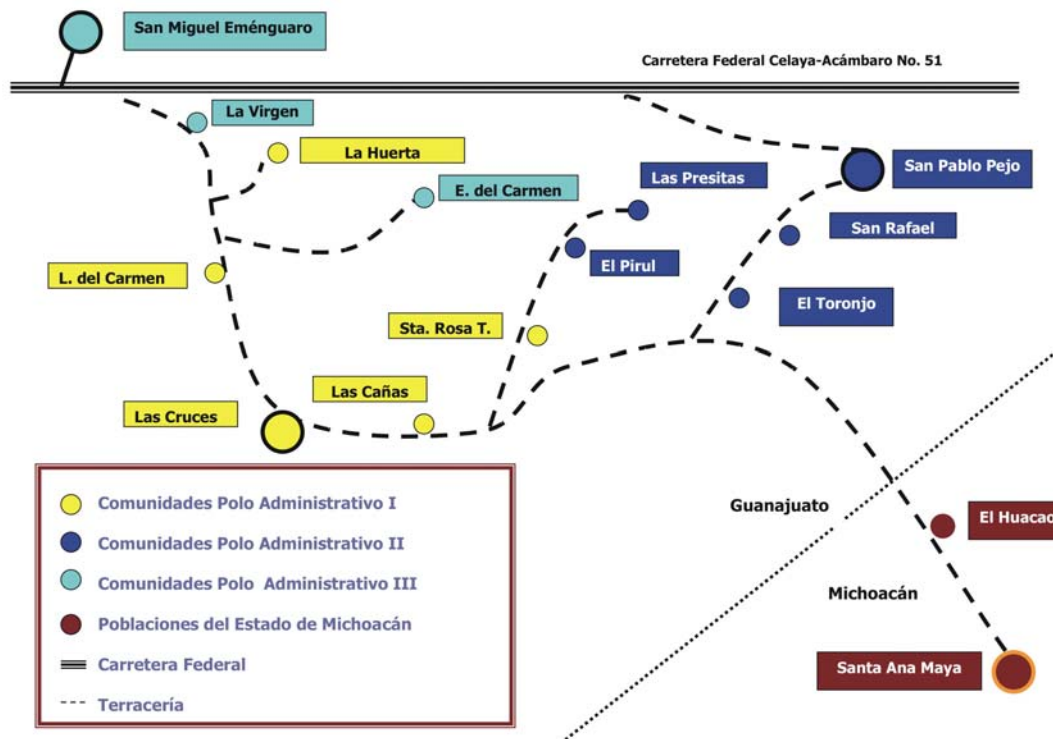 San Miguel Eménguaro
Carretera Federal Celaya-Acámbaro No. 51
La Virgen
La Huerta
San Pablo Pejo
Las Presitas
E. del Carmen
San Rafael
El Pirul
L. del Carmen
El Toronjo
Sta. Rosa T.
Las Cañas
Las Cruces
Comunidades Polo Administrativo I
Comunidades Polo Administrativo II
Comunidades Polo Administrativo III
Poblaciones del Estado de Michoacán
Carretera Federal
Terracería
Guanajuato
El Huacao
Michoacán
Santa Ana Maya